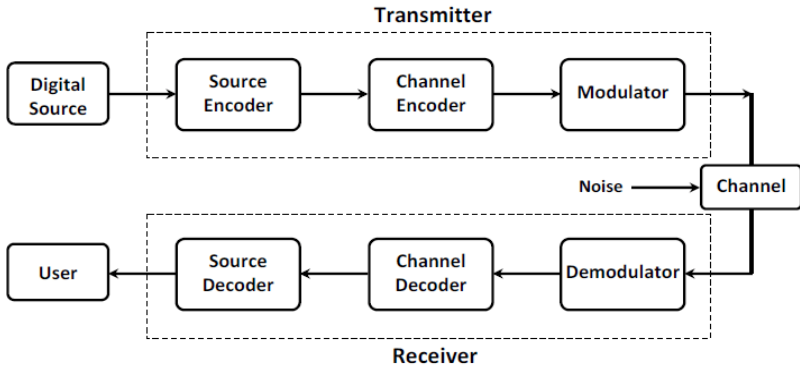 Transmitter
Digital
Source
Source
Encoder
Channel
Encoder
Modulator
Noise
Channel
User
Source
Decoder
Channel
Decoder
Demodulator
Receiver